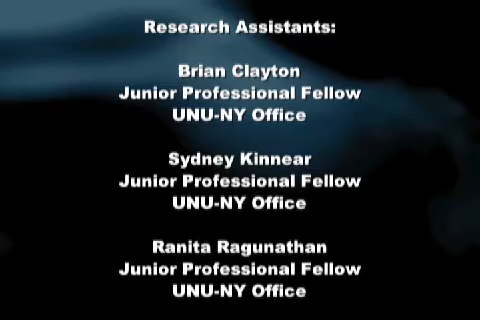 Research Assistants:
Brian Clayton
Junior Professional Fellow
UNU-NY Office
Sydney Kinnear
Junior Professional Fellow
UNU-NY Office
Ranita Ragunathan
Junior Professional Fellow
UNU-NY Office